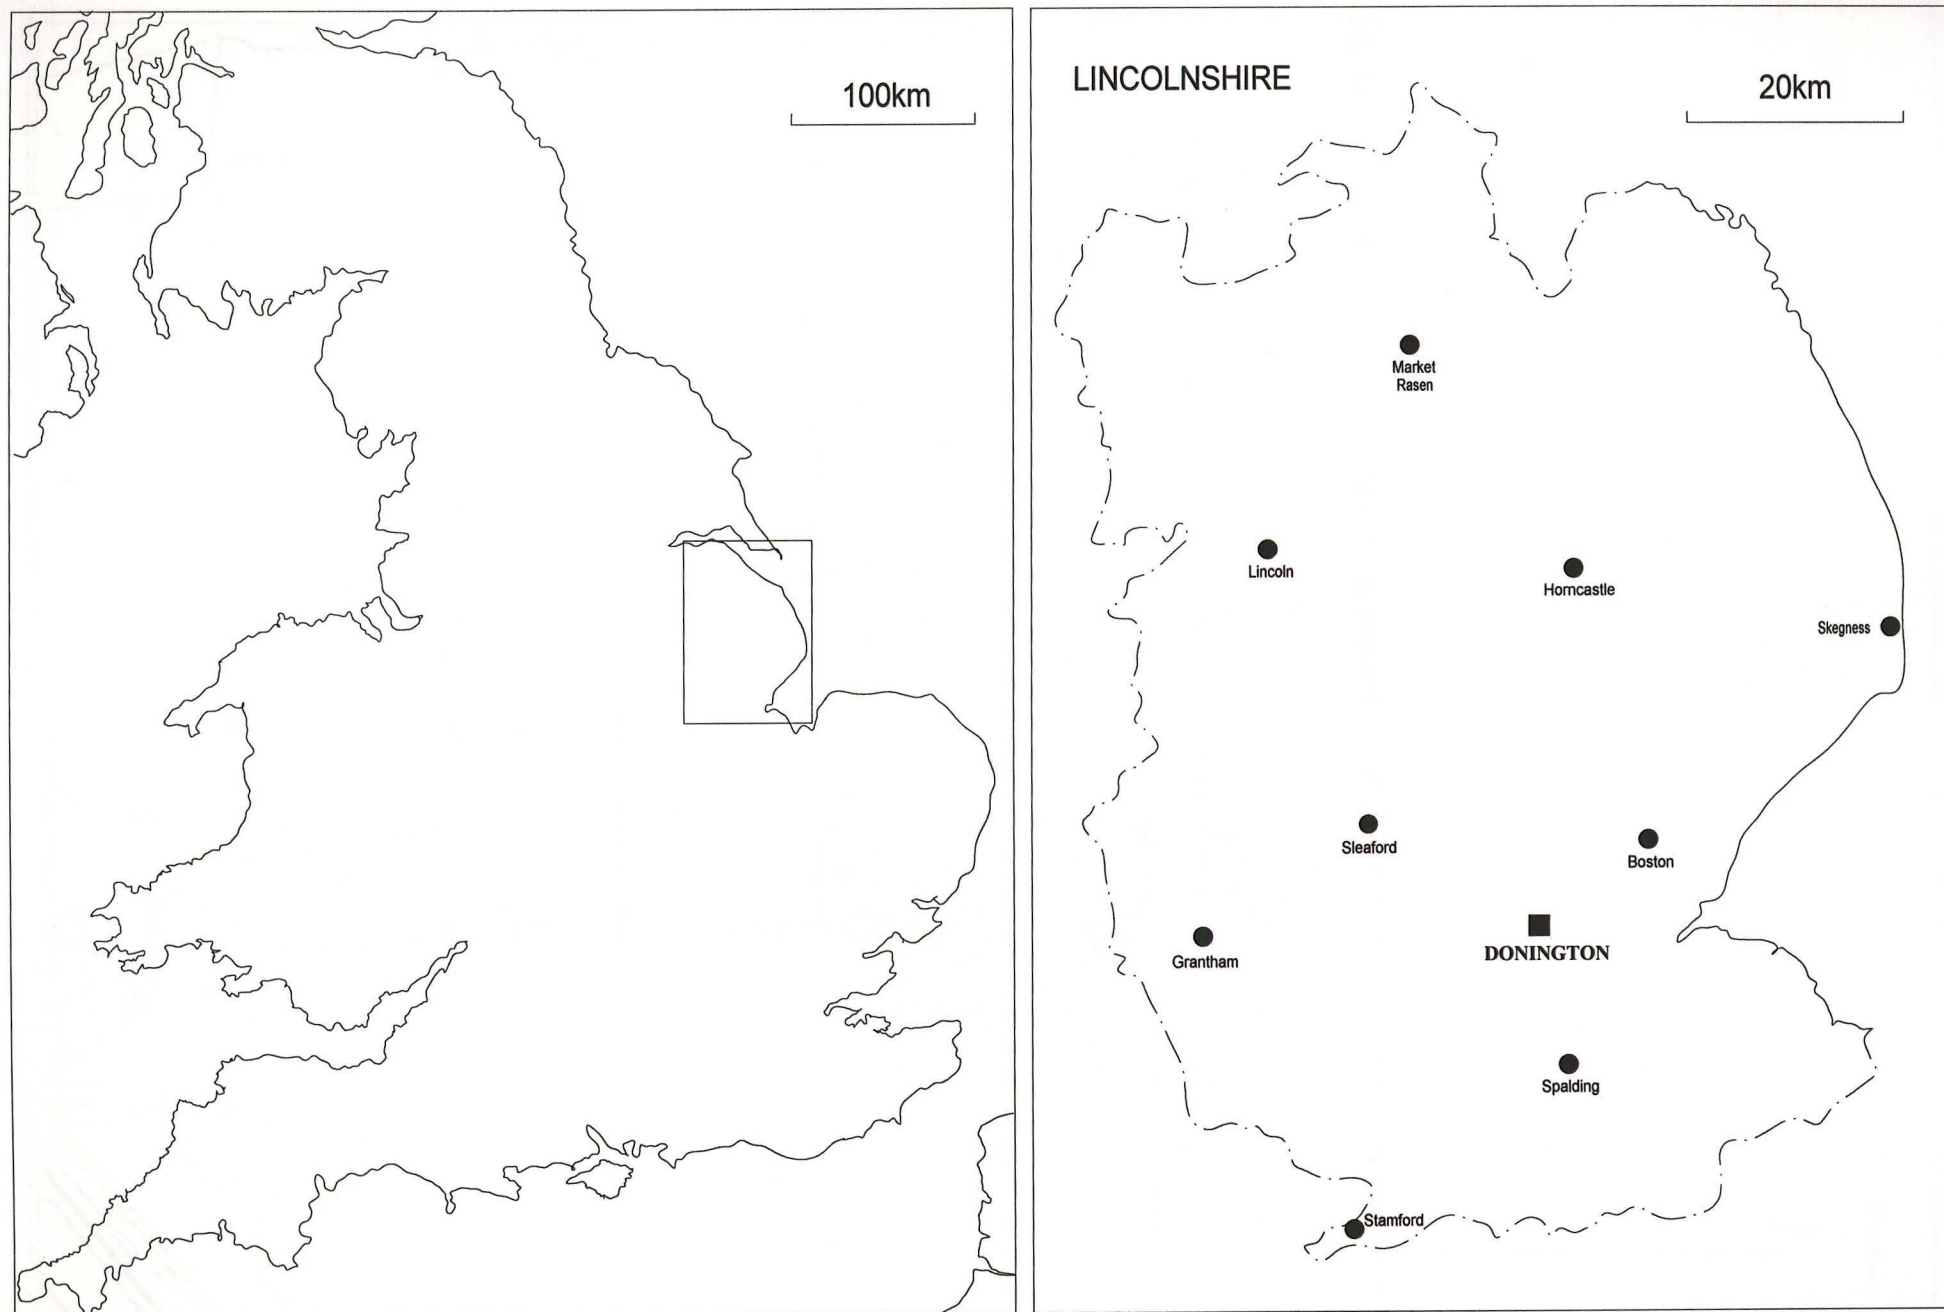 100km
LINCOLNSHIRE
20km
Market
Rasen
Lincoln
Horncastle
Skegness
Sleaford
Boston
DONINGTON
Grantham
Spalding
Stamford